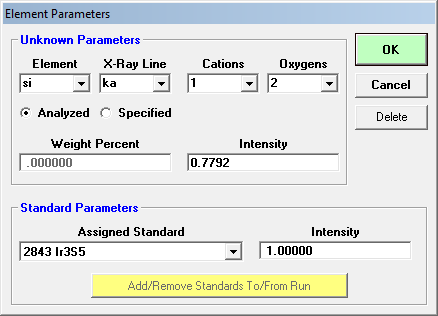 Element Parameters
Unknown Parameters
Element X-Ray Line Cations Oxygens
si ka 1 2
Analyzed Specified
Weight Percent Intensity
.000000 0.7792
OK
Cancel
Delete
Standard Parameters
Assigned Standard Intensity
2843 Ir3S5 1.00000
Add/Remove Standards To/From Run